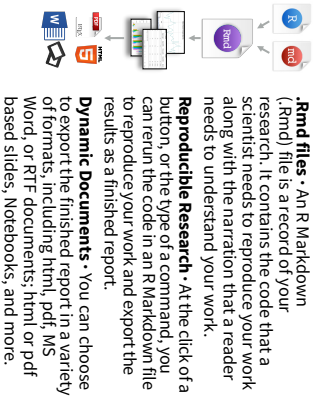 R
md
Rmd
HTML
W
PDF
.Rmd files · An R Markdown
(.Rmd) file is a record of your
research. It contains the code that a
scientist needs to reproduce your work
along with the narration that a reader
needs to understand your work.
Reproducible Research · At the click of a
button, or the type of a command, you
can rerun the code in an R Markdown file
to reproduce your work and export the
results as a finished report.
Dynamic Documents · You can choose
to export the finished report in a variety
of formats, including html, pdf, MS
Word, or RTF documents; html or pdf
based slides, Notebooks, and more.